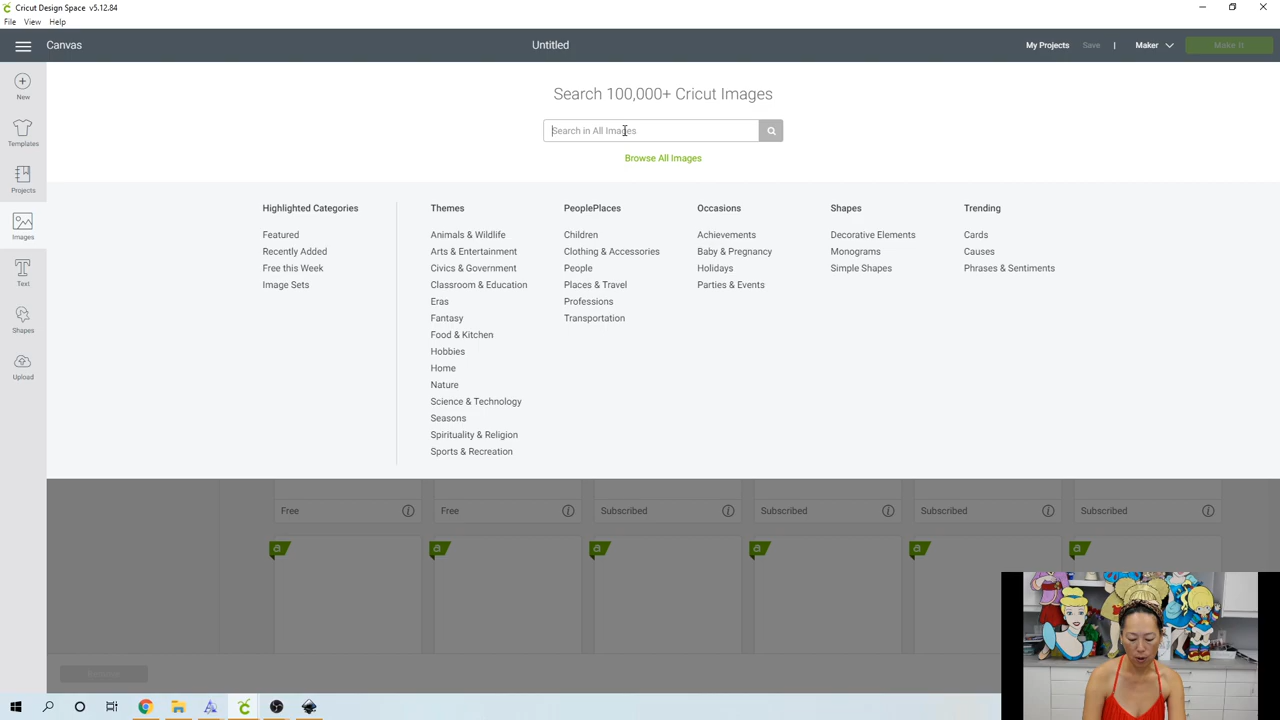 Cricut Design Space v5.12.84
File View Help
Canvas
Untitled
My Projects Save | Maker Make It
New
Templates
Projects
Images
Text
Shapes
Upload
Search 100,000+ Cricut Images
Search in All Images
Browse All Images
Highlighted Categories
Featured
Recently Added
Free this Week
Image Sets
Themes
Animals & Wildlife
Arts & Entertainment
Civics & Government
Classroom & Education
Eras
Fantasy
Food & Kitchen
Hobbies
Home
Nature
Science & Technology
Seasons
Spirituality & Religion
Sports & Recreation
PeoplePlaces
Children
Clothing & Accessories
People
Places & Travel
Professions
Transportation
Occasions
Achievements
Baby & Pregnancy
Holidays
Parties & Events
Shapes
Decorative Elements
Monograms
Simple Shapes
Trending
Cards
Causes
Phrases & Sentiments
Free Free Subscribed Subscribed Subscribed Subscribed
a a a a a a